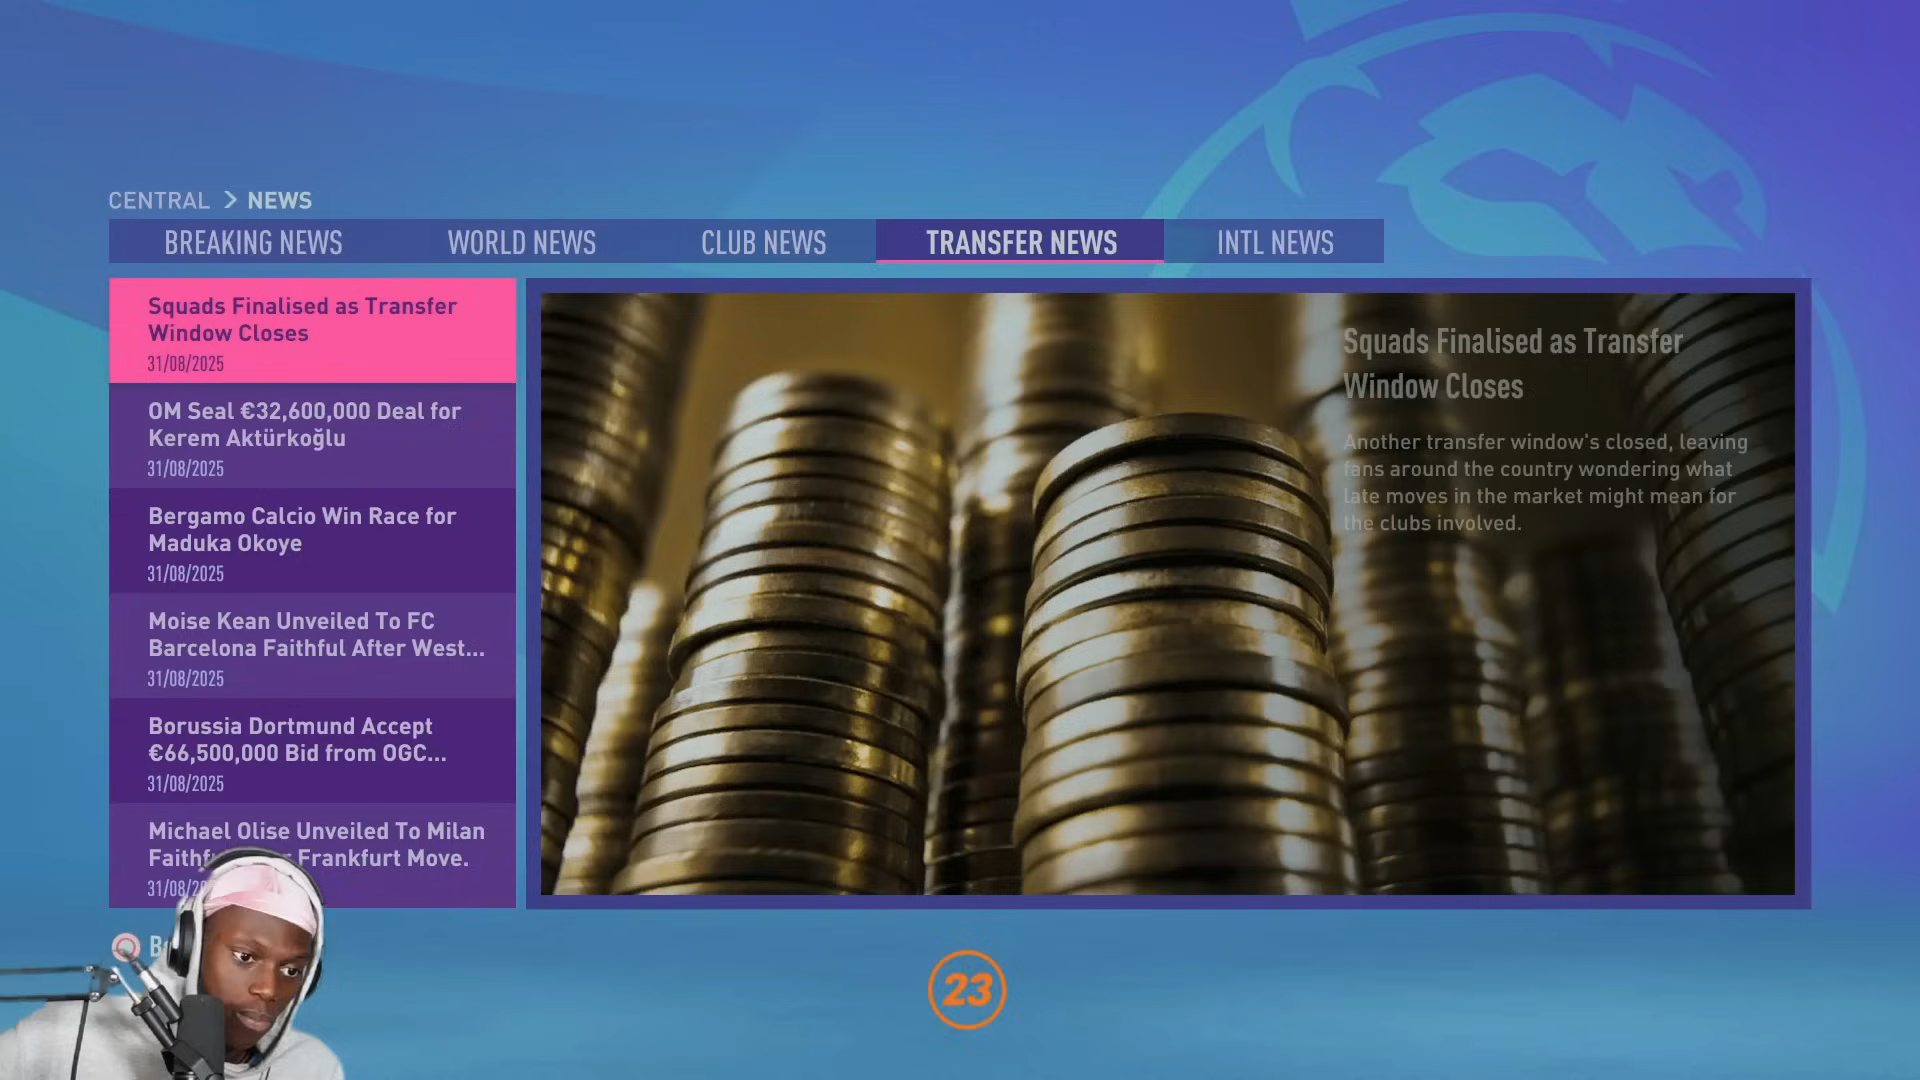 CENTRAL > NEWS
BREAKING NEWS WORLD NEWS CLUB NEWS TRANSFER NEWS INTL NEWS
Squads Finalised as Transfer
Window Closes
31/08/2025
OM Seal €32,600,000 Deal for
Kerem Aktürkoğlu
31/08/2025
Bergamo Calcio Win Race for
Maduka Okoye
31/08/2025
Moise Kean Unveiled To FC
Barcelona Faithful After West...
31/08/2025
Borussia Dortmund Accept
€66,500,000 Bid from OGC...
31/08/2025
Michael Olise Unveiled To Milan
Frankfurt Move.
Squads Finalised as Transfer
Window Closes
Another transfer window's closed, leaving
fans around the country wondering what
late moves in the market might mean for
the clubs involved.
23